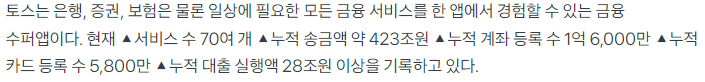 토스는 은행, 증권, 보험은 물론 일상에 필요한 모든 금융 서비스를 한 앱에서 경험할 수 있는 금융
수퍼앱이다. 현재 ▲서비스 수 70여 개 ▲누적 송금액 약 423조원 ▲누적 계좌 등록 수 1억 6,000만 ▲누적
카드 등록 수 5,800만 ▲누적 대출 실행액 28조원 이상을 기록하고 있다.